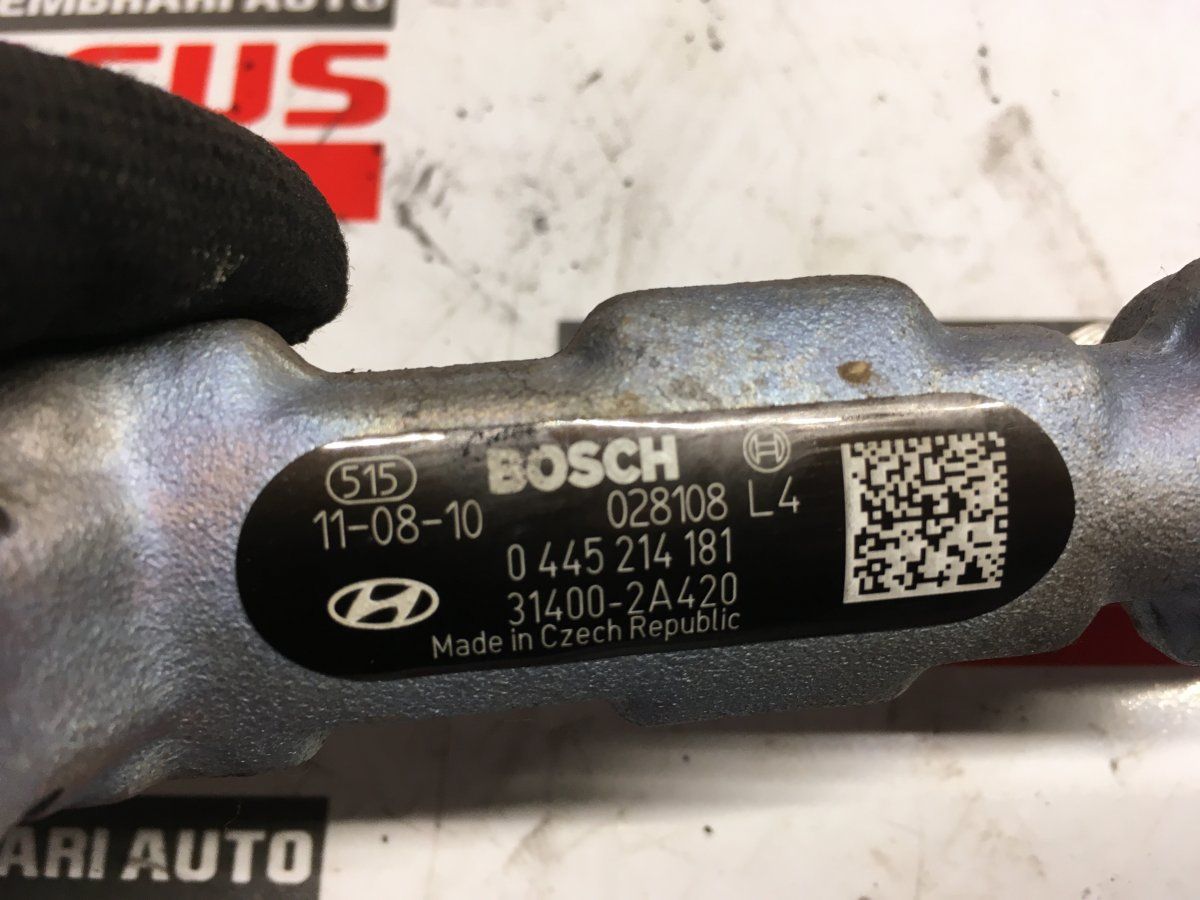 EMBRARI AUTO
CUS
515
BOSCH
11-08-10
028108 L4
0 445 214 181
31400-2A420
Made in Czech Republic
ARI AUTO